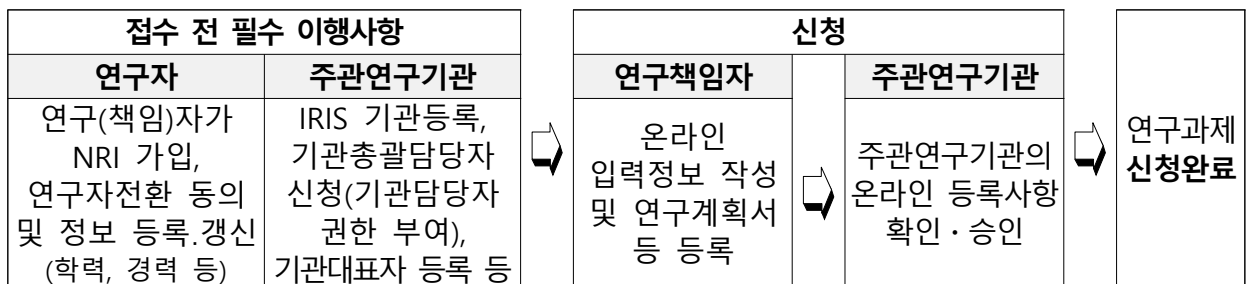 접수 전 필수 이행사항
연구자
연구(책임)자가
NRI 가입,
연구자전환 동의
및 정보 등록.갱신
(학력, 경력 등)
주관연구기관
IRIS 기관등록,
기관총괄담당자
신청(기관담당자
권한 부여),
기관대표자 등록 등
신청
연구책임자
온라인
입력정보 작성
및 연구계획서
등 등록
주관연구기관
주관연구기관의
온라인 등록사항
확인・승인
연구과제
신청완료